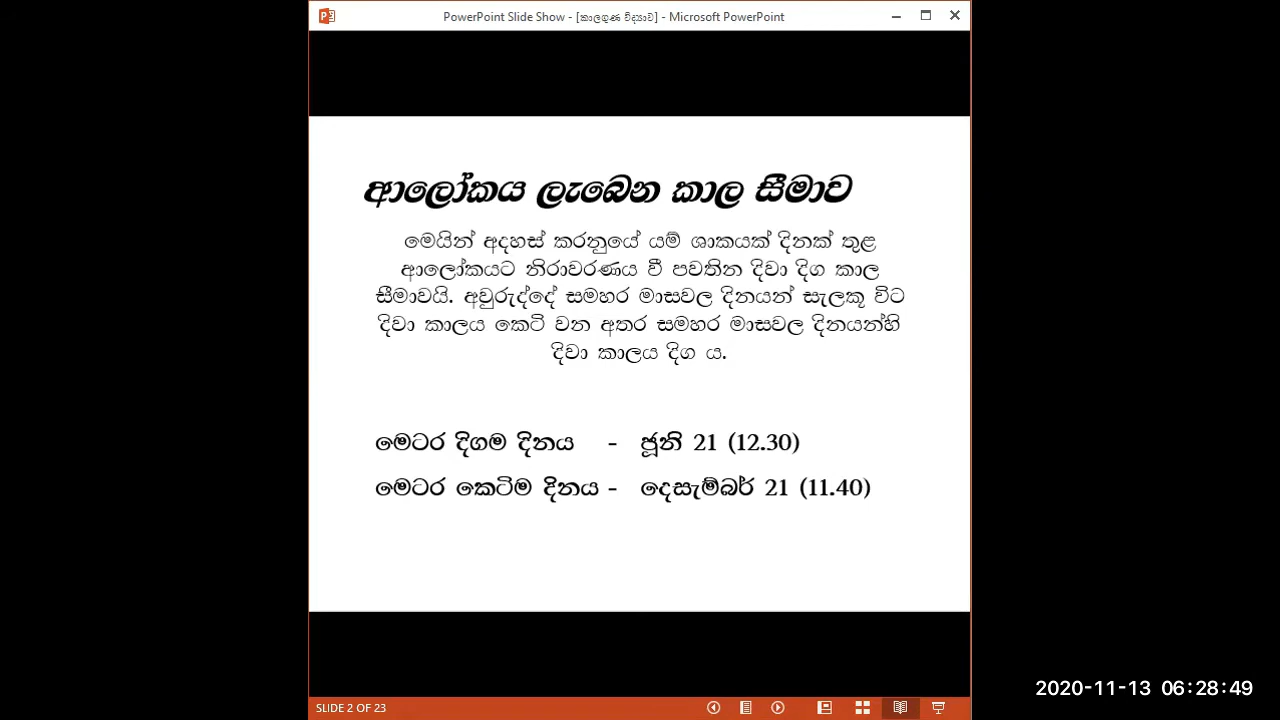 PowerPoint Slide Show - [කාලගුණ විද්‍යාව] - Microsoft PowerPoint
ආලෝකය ලැබෙන කාල සීමාව
මෙයින් අදහස් කරනුයේ යම් ශාකයක් දිනක් තුළ
ආලෝකයට නිරාවරණය වී පවතින දිවා දිග කාල
සීමාවයි. අවුරුද්දේ සමහර මාසවල දිනයන් සැලකූ විට
දිවා කාලය කෙටි වන අතර සමහර මාසවල දිනයන්හි
දිවා කාලය දිග ය.
මෙටර දිගම දිනය - ජූනි 21 (12.30)
මෙටර කෙටිම දිනය - දෙසැම්බර් 21 (11.40)
SLIDE 2 OF 23
2020-11-13 06:28:49